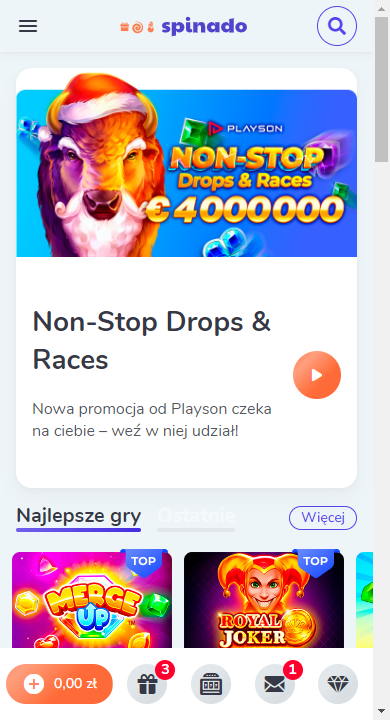 spinado
PLAYSON
NON-STOP
Drops & Races
€4000000
Non-Stop Drops &
Races
Nowa promocja od Playson czeka
na ciebie – weź w niej udział!
Najlepsze gry
Ostatnie
Więcej
TOP
TOP
MERGE
UP
TM
ROYAL
JOKER
0,00 zł
3
1